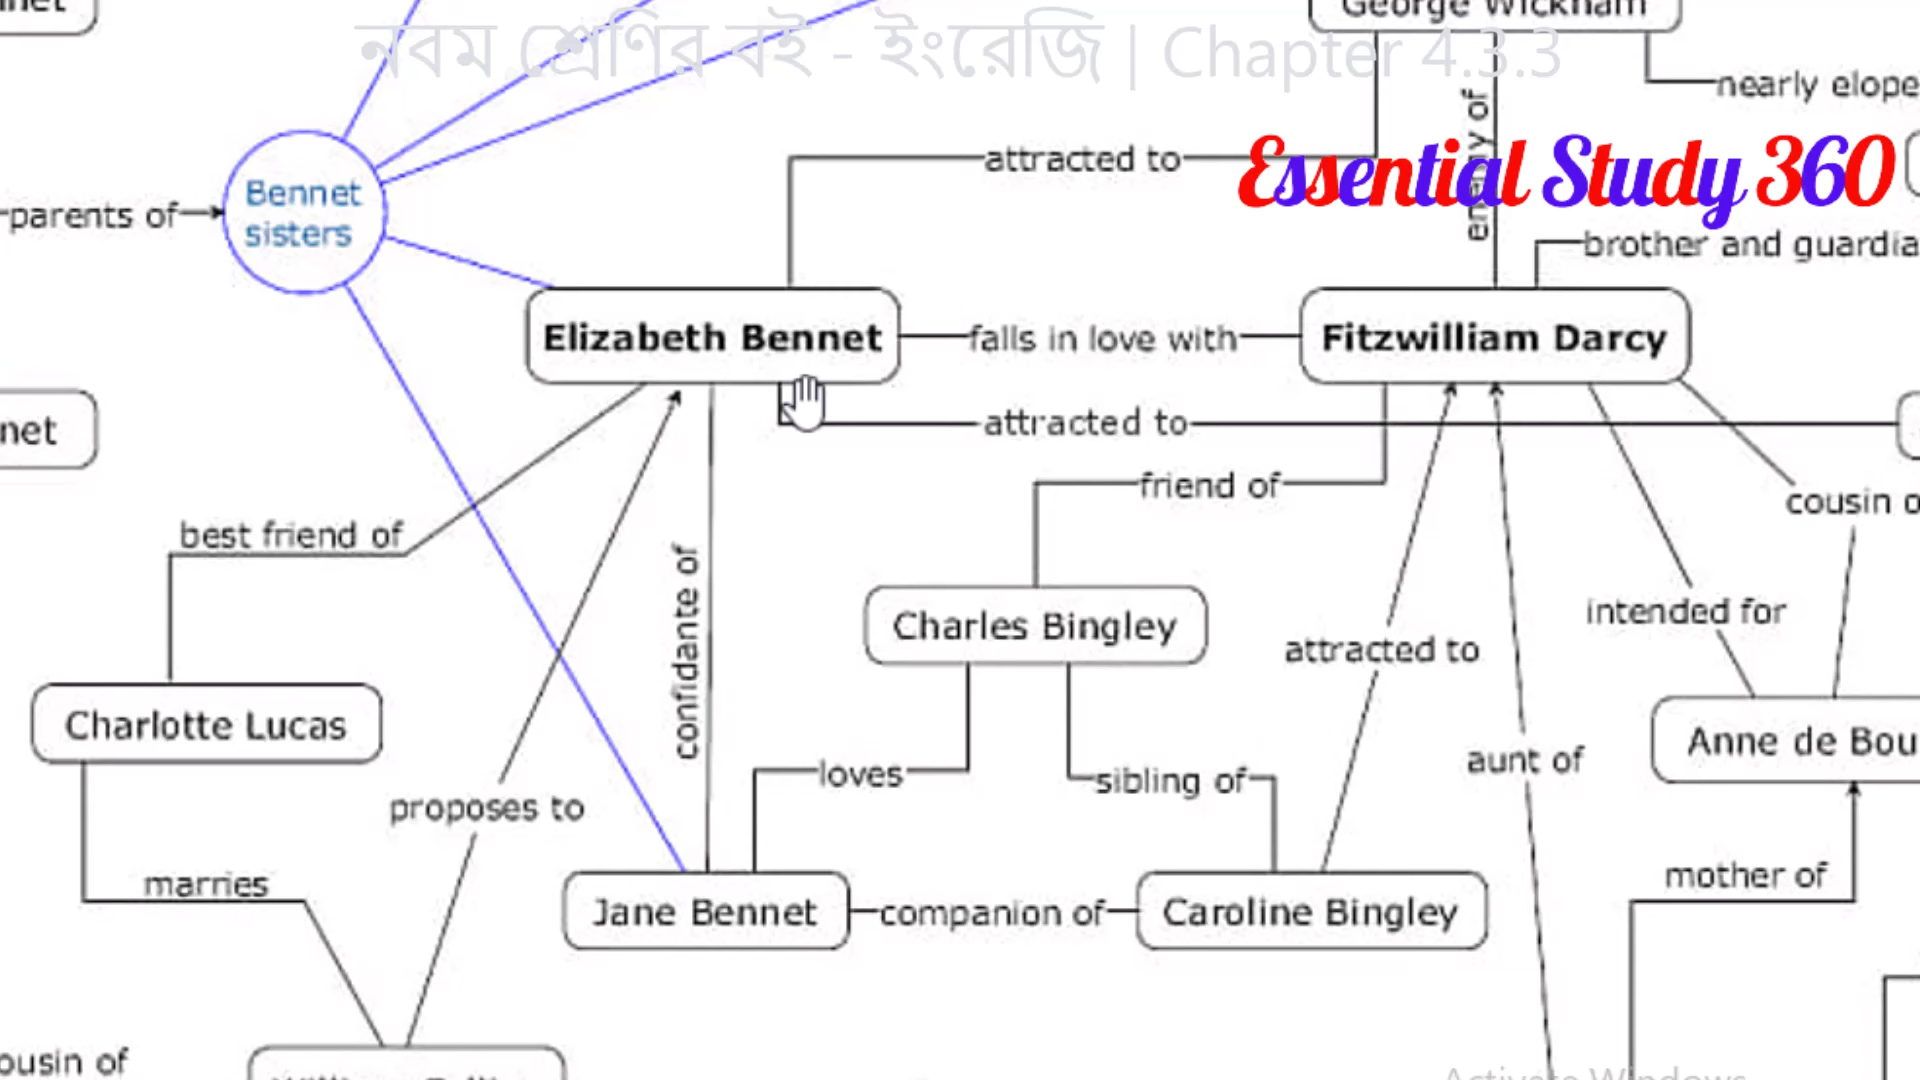 নবম শ্রেণির বই - ইংরেজি | Chapter 4.3.3
George Wickham
nearly elope
enemy of
attracted to
Essential Study 360
Bennet
sisters
parents of
brother and guardia
Elizabeth Bennet
falls in love with
Fitzwilliam Darcy
net
attracted to
friend of
cousin o
best friend of
confidante of
Charles Bingley
intended for
attracted to
Charlotte Lucas
Anne de Bou
aunt of
loves
sibling of
proposes to
mother of
marries
Jane Bennet
companion of
Caroline Bingley
ousin of
Activate Windows